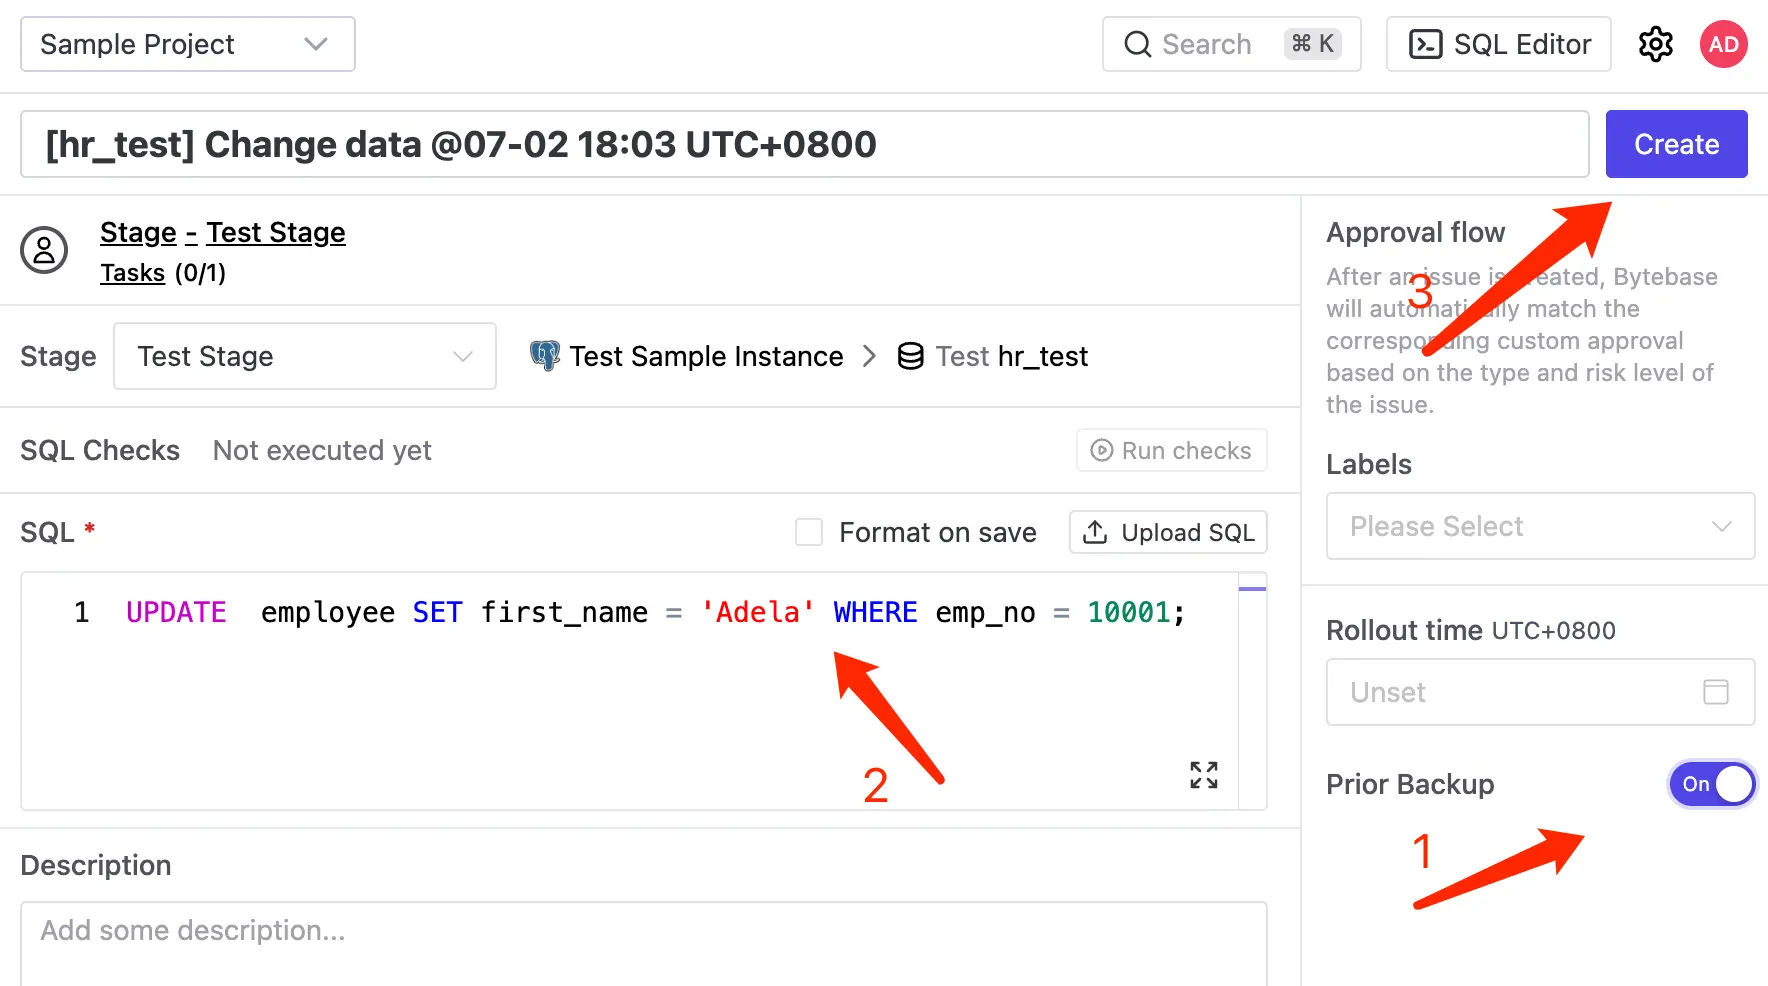 Sample Project
Search ⌘ K
SQL Editor
AD
[hr_test] Change data @07-02 18:03 UTC+0800
Create
Stage - Test Stage
Tasks (0/1)
Stage
Test Stage
Test Sample Instance > Test hr_test
SQL Checks Not executed yet
Run checks
SQL *
Format on save
Upload SQL
1 UPDATE employee SET first_name = 'Adela' WHERE emp_no = 10001;
2
Description
Add some description...
Approval flow
After an issue is created, Bytebase
will automatically match the
corresponding custom approval
based on the type and risk level of
the issue.
3
Labels
Please Select
Rollout time UTC+0800
Unset
Prior Backup
On
1